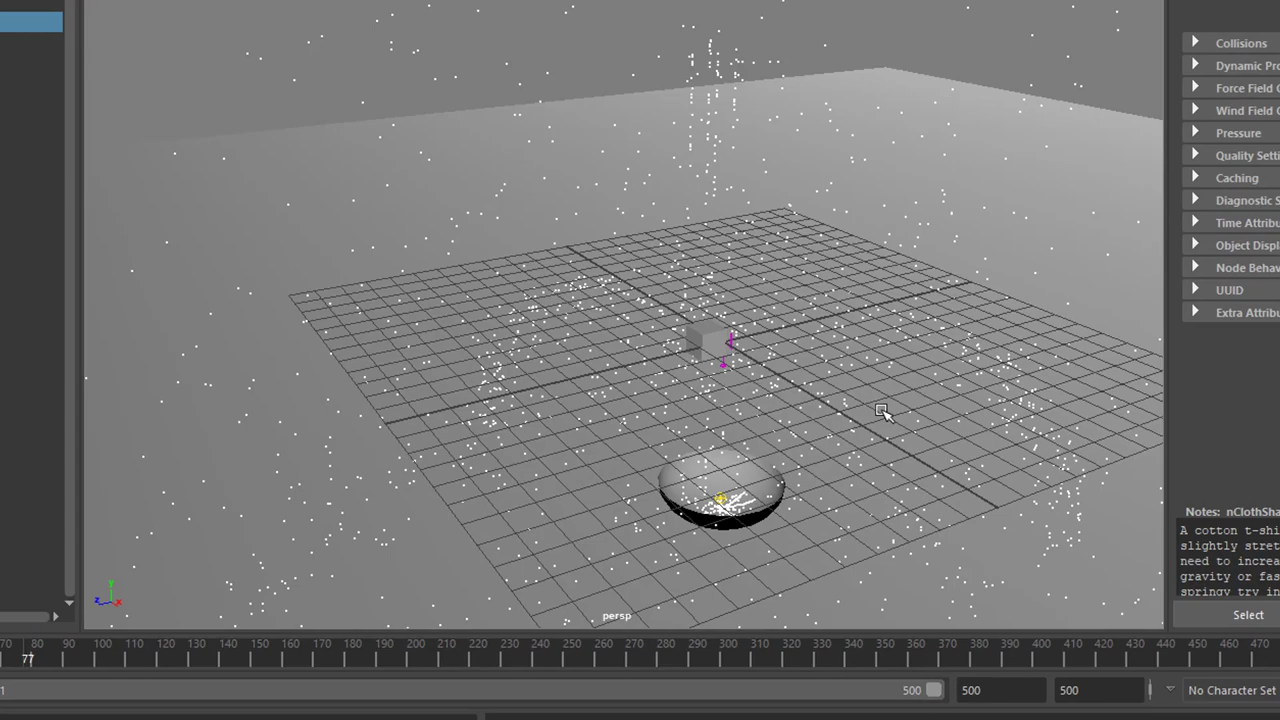 Collisions
Dynamic Pro
Force Field G
Wind Field G
Pressure
Quality Setti
Caching
Diagnostic S
Time Attribu
Object Displ
Node Behav
UUID
Extra Attribu
Notes: nClothSha
A cotton t-shi
slightly stret
need to increa
gravity or fas
springy try in
Select
y
z x
persp
70 80 90 100 110 120 130 140 150 160 170 180 190 200 210 220 230 240 250 260 270 280 290 300 310 320 330 340 350 360 370 380 390 400 410 420 430 440 450 460 470
77
1 500 500 500 No Character Set